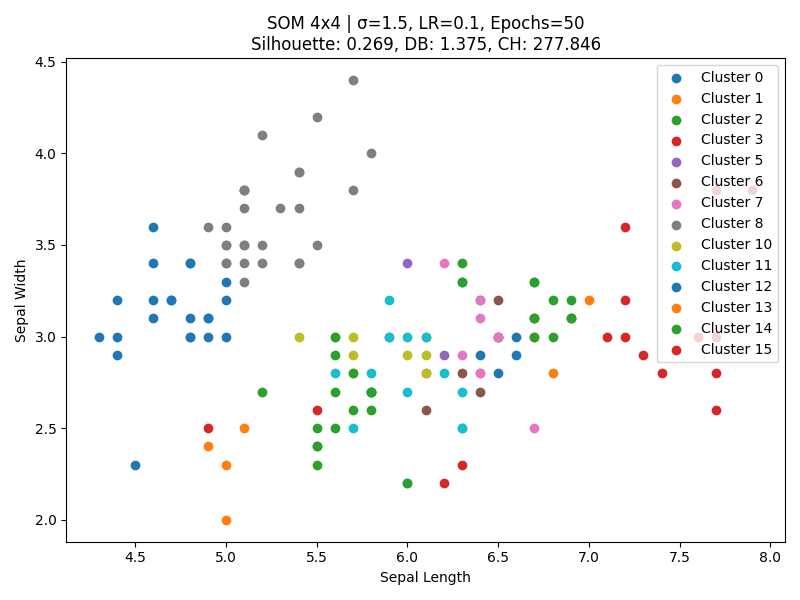 SOM 4x4 | σ=1.5, LR=0.1, Epochs=50
Silhouette: 0.269, DB: 1.375, CH: 277.846
Sepal Width
4.5
4.0
3.5
3.0
2.5
2.0
Cluster 0
Cluster 1
Cluster 2
Cluster 3
Cluster 5
Cluster 6
Cluster 7
Cluster 8
Cluster 10
Cluster 11
Cluster 12
Cluster 13
Cluster 14
Cluster 15
4.5 5.0 5.5 6.0 6.5 7.0 7.5 8.0
Sepal Length